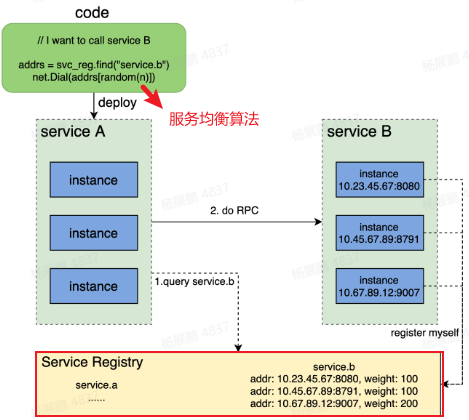 code
// I want to call service B
addrs = svc_reg.find("service.b")
net.Dial(addrs[random(n)])
deploy
服务均衡算法
service A
service B
instance
instance
instance
instance
10.23.45.67:8080
instance
10.45.67.89:8791
instance
10.67.89.12:9007
2. do RPC
1.query service.b
register myself
Service Registry
service.a
......
service.b
addr: 10.23.45.67:8080, weight: 100
addr: 10.45.67.89:8791, weight: 100
addr: 10.67.89.12:9007, weight: 200
杨展鹏 4837